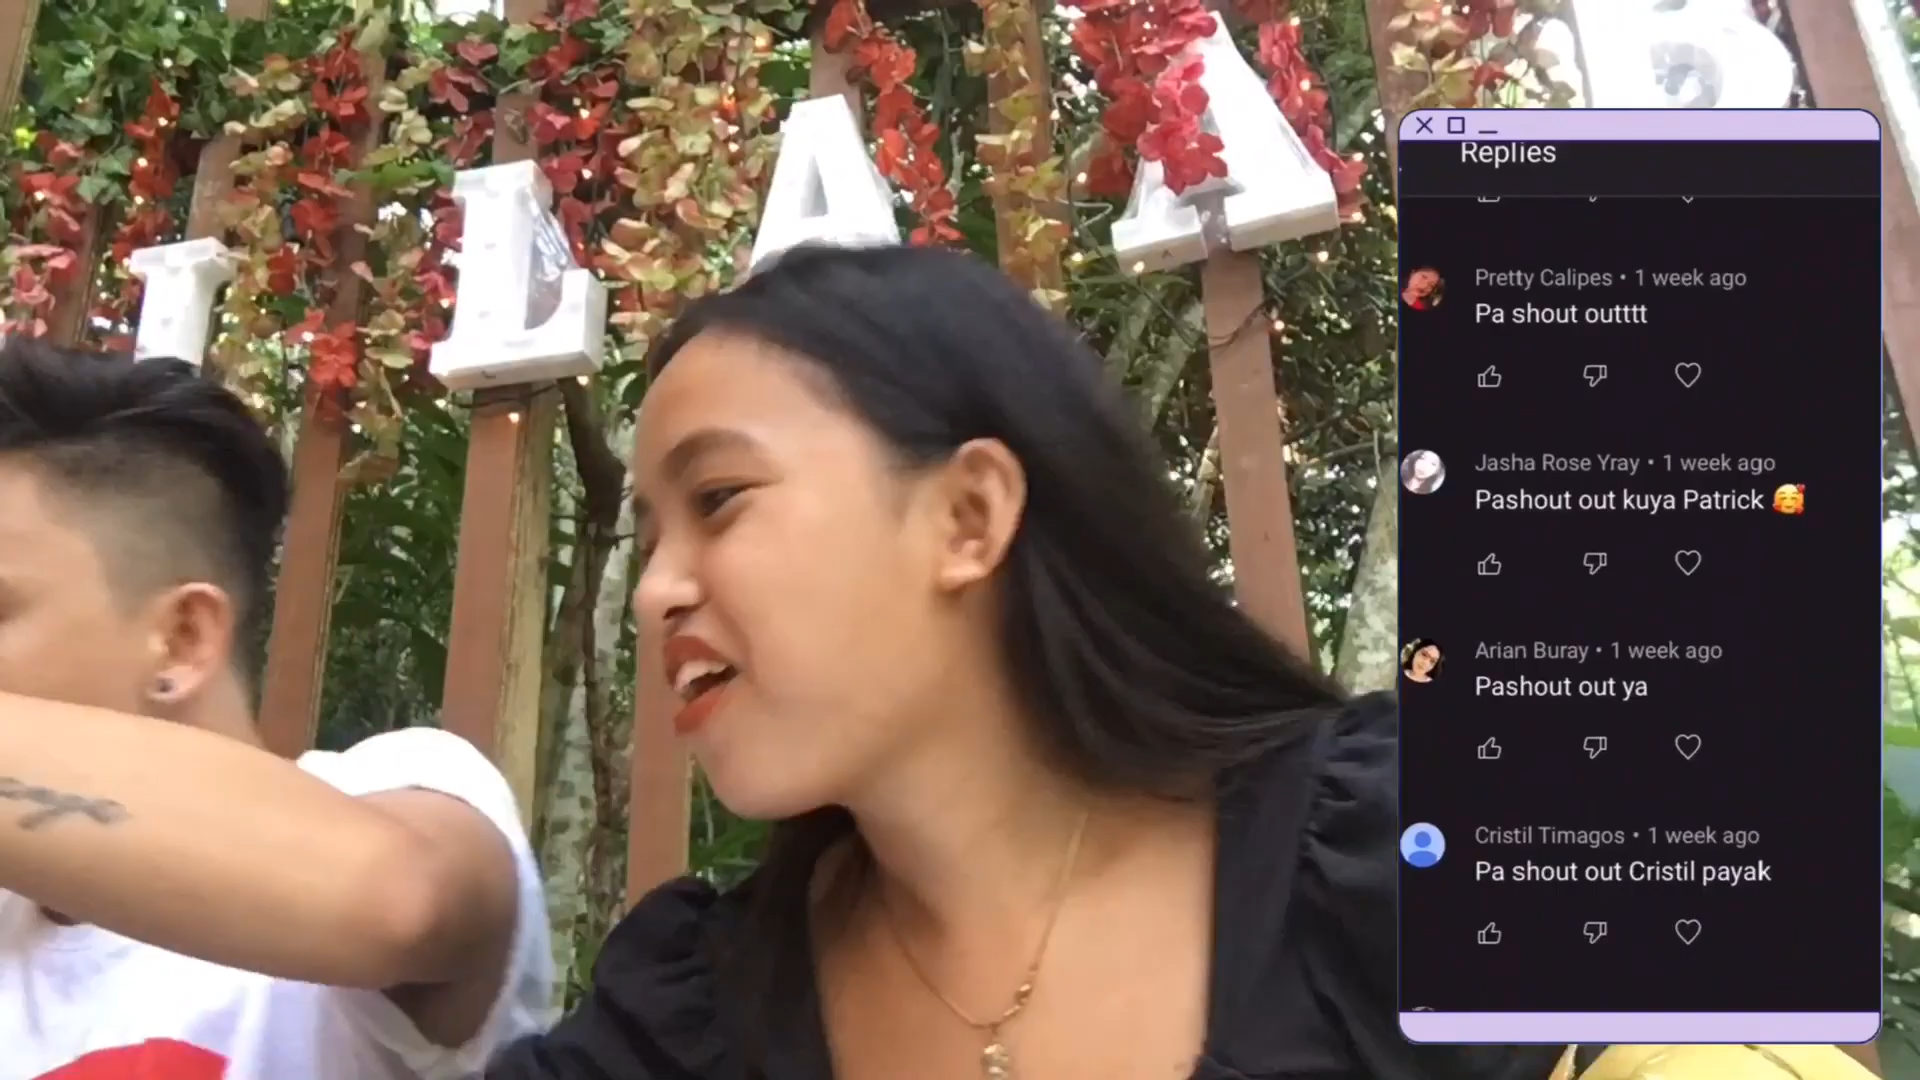 I L A A B
Replies
Pretty Calipes • 1 week ago
Pa shout outttt
Jasha Rose Yray • 1 week ago
Pashout out kuya Patrick 🥰
Arian Buray • 1 week ago
Pashout out ya
Cristil Timagos • 1 week ago
Pa shout out Cristil payak